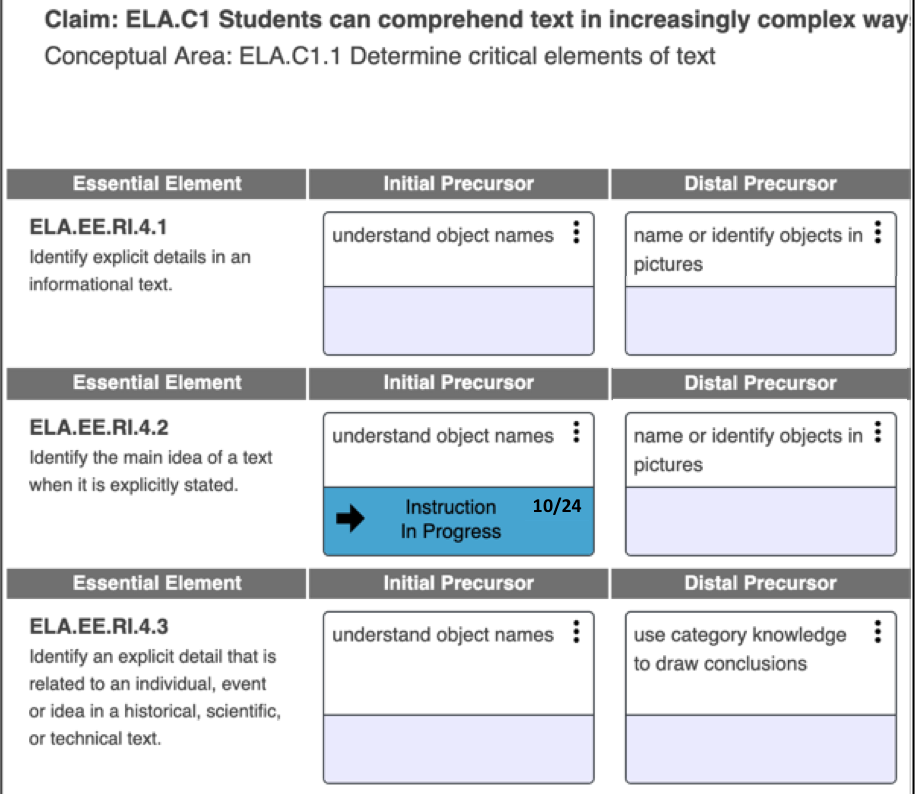 Claim: ELA.C1 Students can comprehend text in increasingly complex way
Conceptual Area: ELA.C1.1 Determine critical elements of text
Essential Element Initial Precursor Distal Precursor
ELA.EE.RI.4.1
Identify explicit details in an
informational text.
understand object names
name or identify objects in
pictures
Essential Element Initial Precursor Distal Precursor
ELA.EE.RI.4.2
Identify the main idea of a text
when it is explicitly stated.
understand object names
Instruction 10/24
In Progress
name or identify objects in
pictures
Essential Element Initial Precursor Distal Precursor
ELA.EE.RI.4.3
Identify an explicit detail that is
related to an individual, event
or idea in a historical, scientific,
or technical text.
understand object names
use category knowledge
to draw conclusions